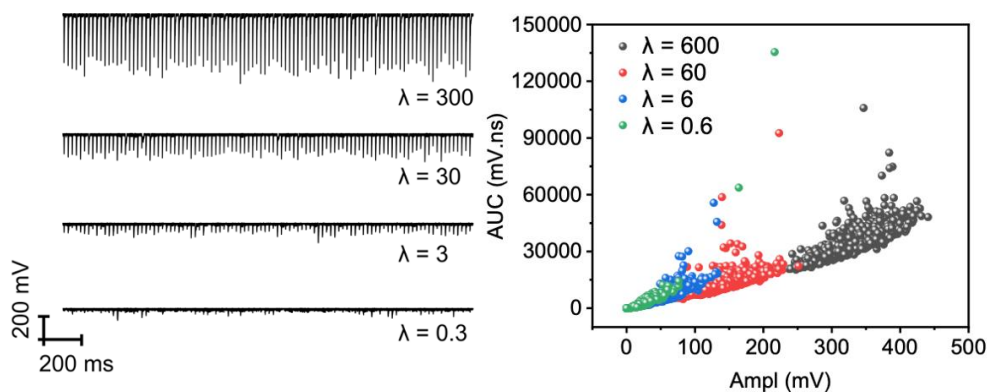 λ = 300
λ = 30
λ = 3
λ = 0.3
200 mV
200 ms
AUC (mV.ns)
150000
120000
90000
60000
30000
0
λ = 600
λ = 60
λ = 6
λ = 0.6
0 100 200 300 400 500
Ampl (mV)